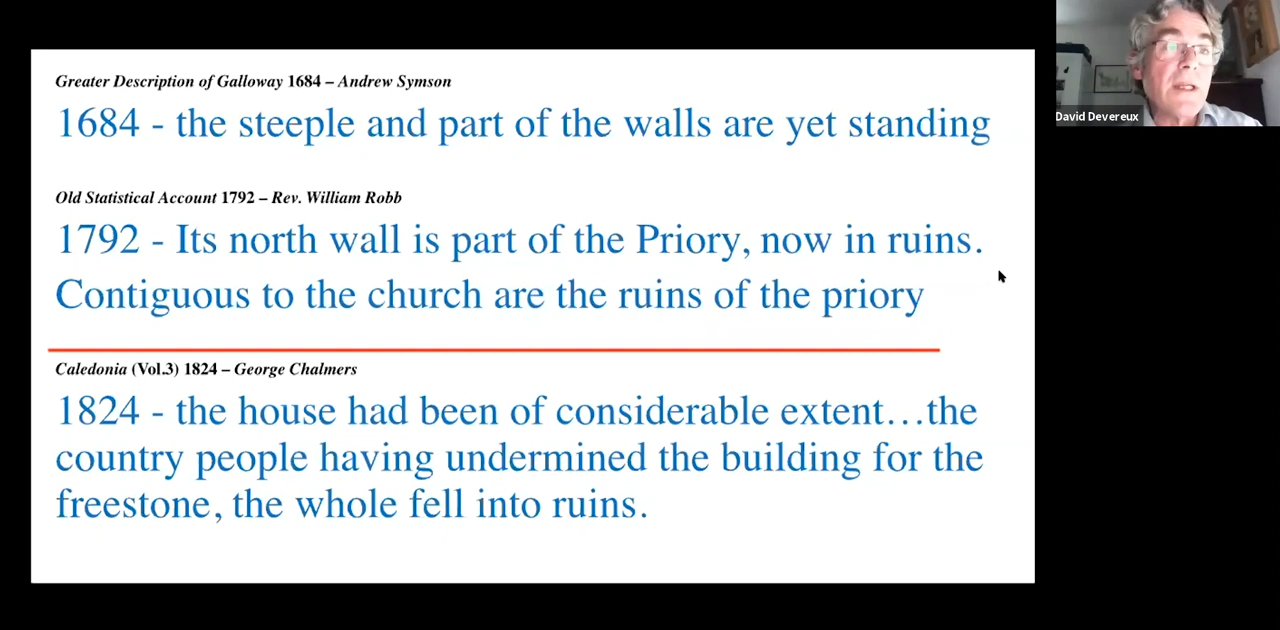 Greater Description of Galloway 1684 – Andrew Symson
1684 - the steeple and part of the walls are yet standing
Old Statistical Account 1792 – Rev. William Robb
1792 - Its north wall is part of the Priory, now in ruins.
Contiguous to the church are the ruins of the priory
Caledonia (Vol.3) 1824 – George Chalmers
1824 - the house had been of considerable extent…the
country people having undermined the building for the
freestone, the whole fell into ruins.
David Devereux